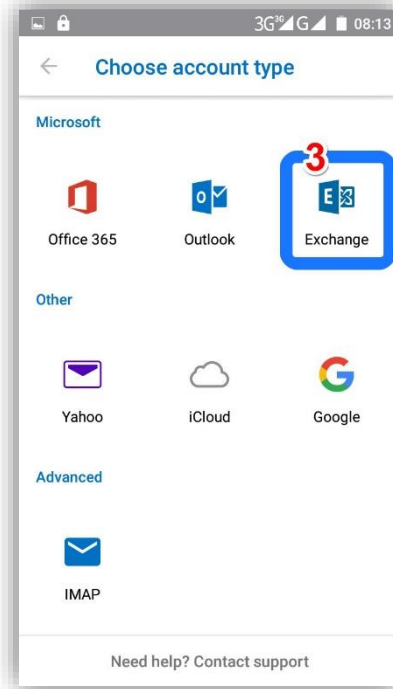 3G 3G G 08:13
Choose account type
Microsoft
3
Office 365 Outlook Exchange
Other
Yahoo iCloud Google
Advanced
IMAP
Need help? Contact support